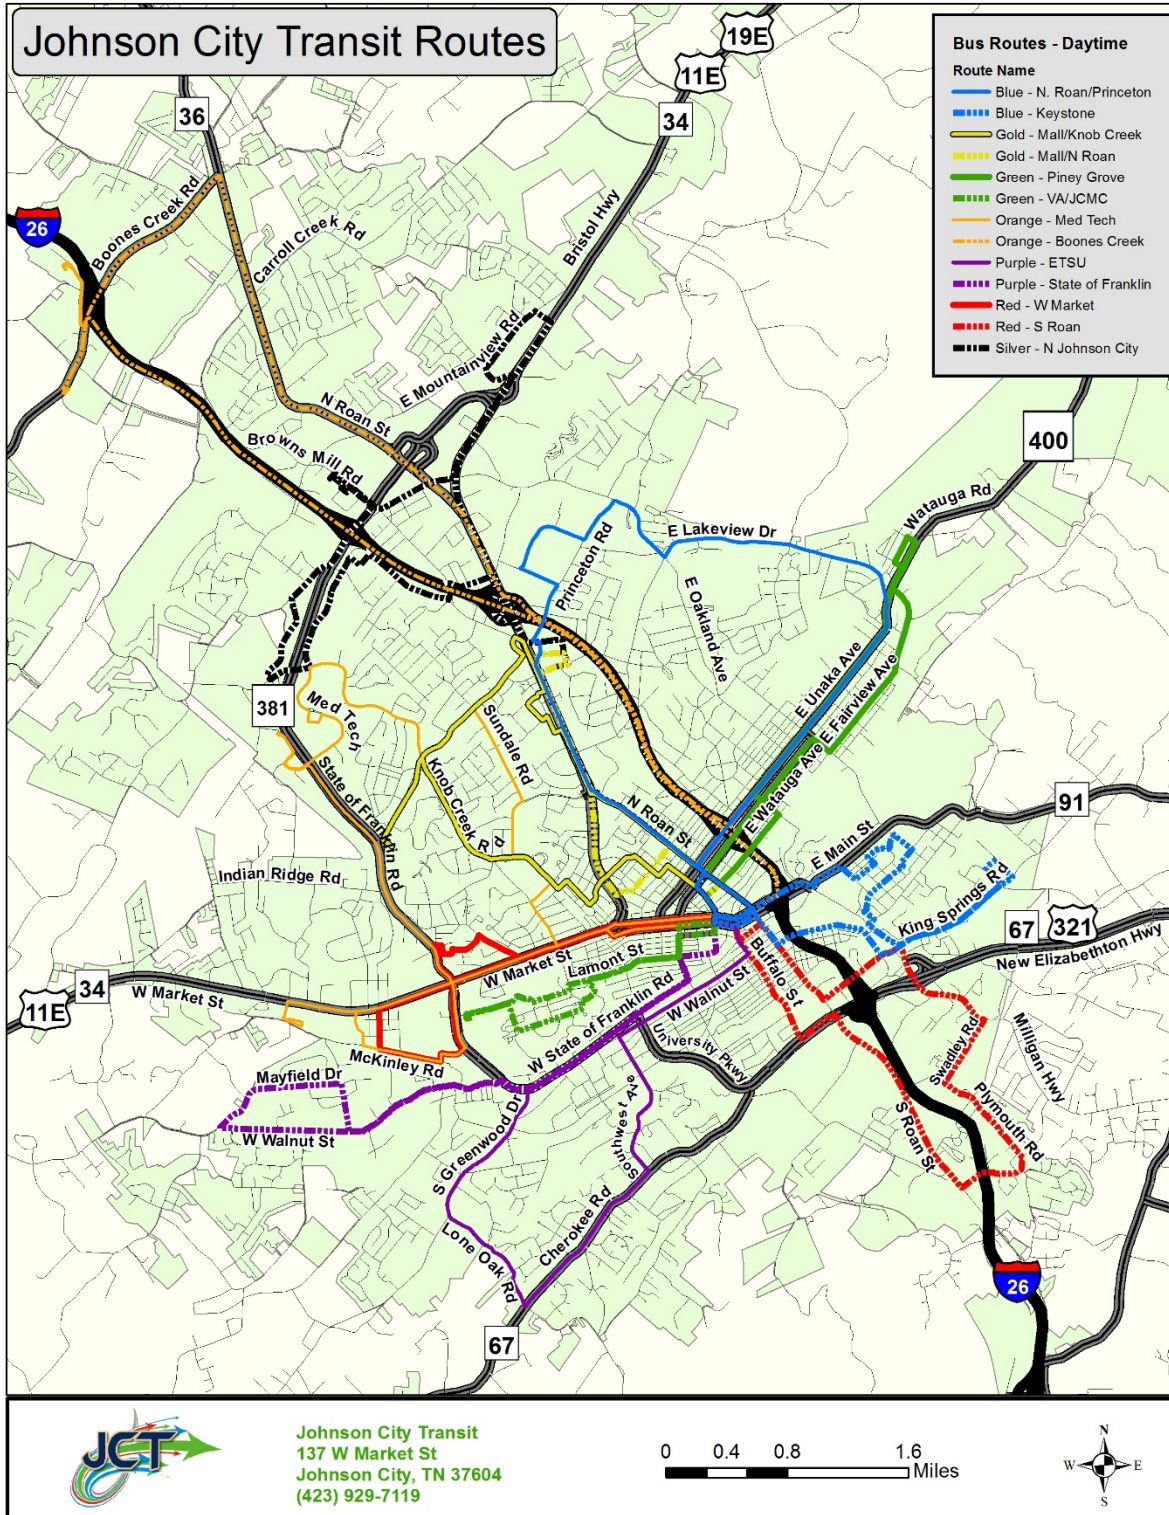 Johnson City Transit Routes
19E
11E
34
36
26
Bus Routes - Daytime
Route Name
Blue - N. Roan/Princeton
Blue - Keystone
Gold - Mall/Knob Creek
Gold - Mall/N Roan
Green - Piney Grove
Green - VA/JCMC
Orange - Med Tech
Orange - Boones Creek
Purple - ETSU
Purple - State of Franklin
Red - W Market
Red - S Roan
Silver - N Johnson City
Boones Creek Rd
Carroll Creek Rd
Bristol Hwy
E Mountainview Rd
N Roan St
Browns Mill Rd
400
Watauga Rd
E Lakeview Dr
Princeton Rd
E Oakland Ave
E Unaka Ave
E Fairview Ave
E Watauga Ave
381
Med Tech
Sundale Rd
State of Franklin Rd
Knob Creek Rd
N Roan St
91
E Main St
Indian Ridge Rd
King Springs Rd
67
321
New Elizabethton Hwy
W Market St
Lamont St
Buffalo St
34
11E
W Market St
W State of Franklin Rd
W Walnut St
University Pkwy
McKinley Rd
Mayfield Dr
W Walnut St
Swadley Rd
Milligan Hwy
Plymouth Rd
S Roan St
S Greenwood Dr
Southwest Ave
Cherokee Rd
Lone Oak Rd
26
67
JCT
Johnson City Transit
137 W Market St
Johnson City, TN 37604
(423) 929-7119
0 0.4 0.8 1.6
Miles
N
W E
S